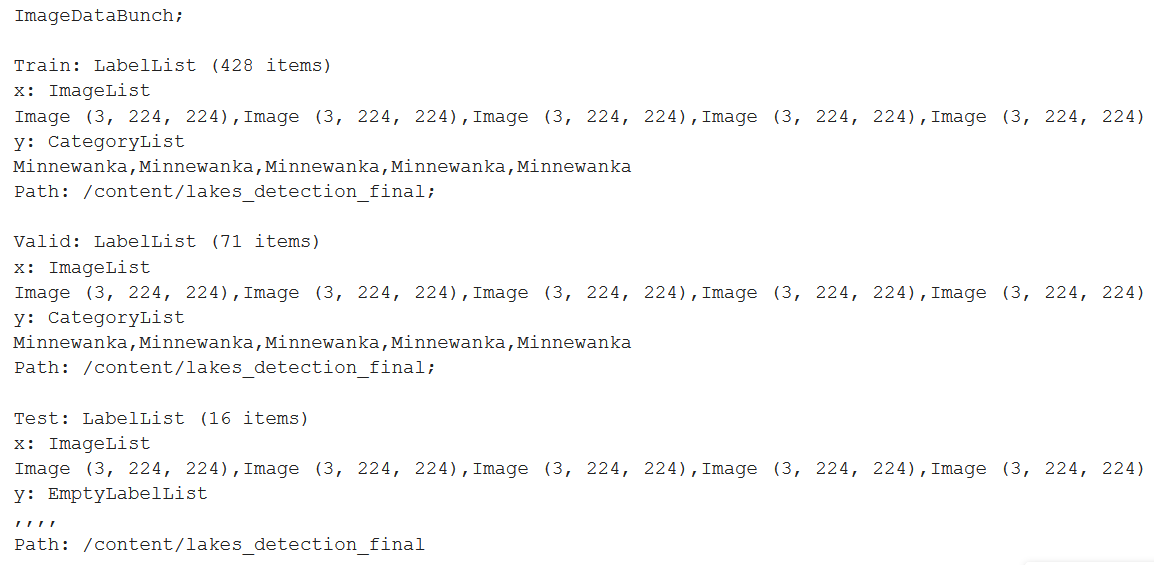 ImageDataBunch;
Train: LabelList (428 items)
x: ImageList
Image (3, 224, 224),Image (3, 224, 224),Image (3, 224, 224),Image (3, 224, 224),Image (3, 224, 224)
y: CategoryList
Minnewanka,Minnewanka,Minnewanka,Minnewanka,Minnewanka
Path: /content/lakes_detection_final;
Valid: LabelList (71 items)
x: ImageList
Image (3, 224, 224),Image (3, 224, 224),Image (3, 224, 224),Image (3, 224, 224),Image (3, 224, 224)
y: CategoryList
Minnewanka,Minnewanka,Minnewanka,Minnewanka,Minnewanka
Path: /content/lakes_detection_final;
Test: LabelList (16 items)
x: ImageList
Image (3, 224, 224),Image (3, 224, 224),Image (3, 224, 224),Image (3, 224, 224),Image (3, 224, 224)
y: EmptyLabelList
,,,,
Path: /content/lakes_detection_final